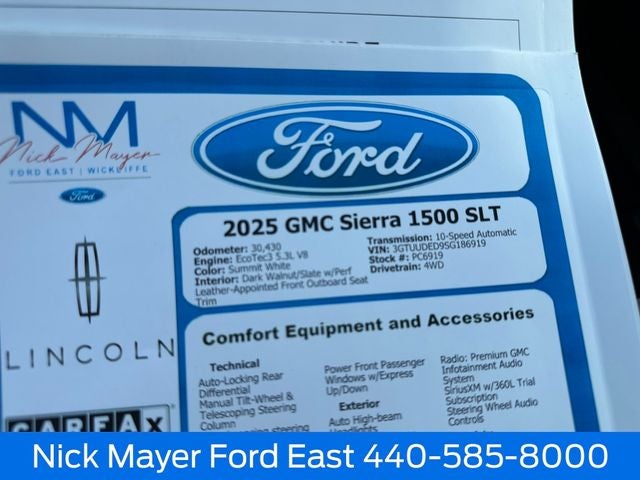 NM
Nick Mayer
FORD EAST | WICKLIFFE
Ford
Ford
LINCOLN
CARFAX
2025 GMC Sierra 1500 SLT
Odometer: 30,430
Engine: EcoTec3 5.3L V8
Color: Summit White
Interior: Dark Walnut/Slate w/Perf
Leather-Appointed Front Outboard Seat
Trim
Transmission: 10-Speed Automatic
VIN: 3GTUUDED9SG186919
Stock #: PC6919
Drivetrain: 4WD
Comfort Equipment and Accessories
Technical
Auto-Locking Rear
Differential
Manual Tilt-Wheel &
Telescoping Steering
Column
steering
Power Front Passenger
Windows w/Express
Up/Down
Exterior
Auto High-beam
Headlights
Radio: Premium GMC
Infotainment Audio
System
SiriusXM w/360L Trial
Subscription
Steering Wheel Audio
Controls
Nick Mayer Ford East 440-585-8000